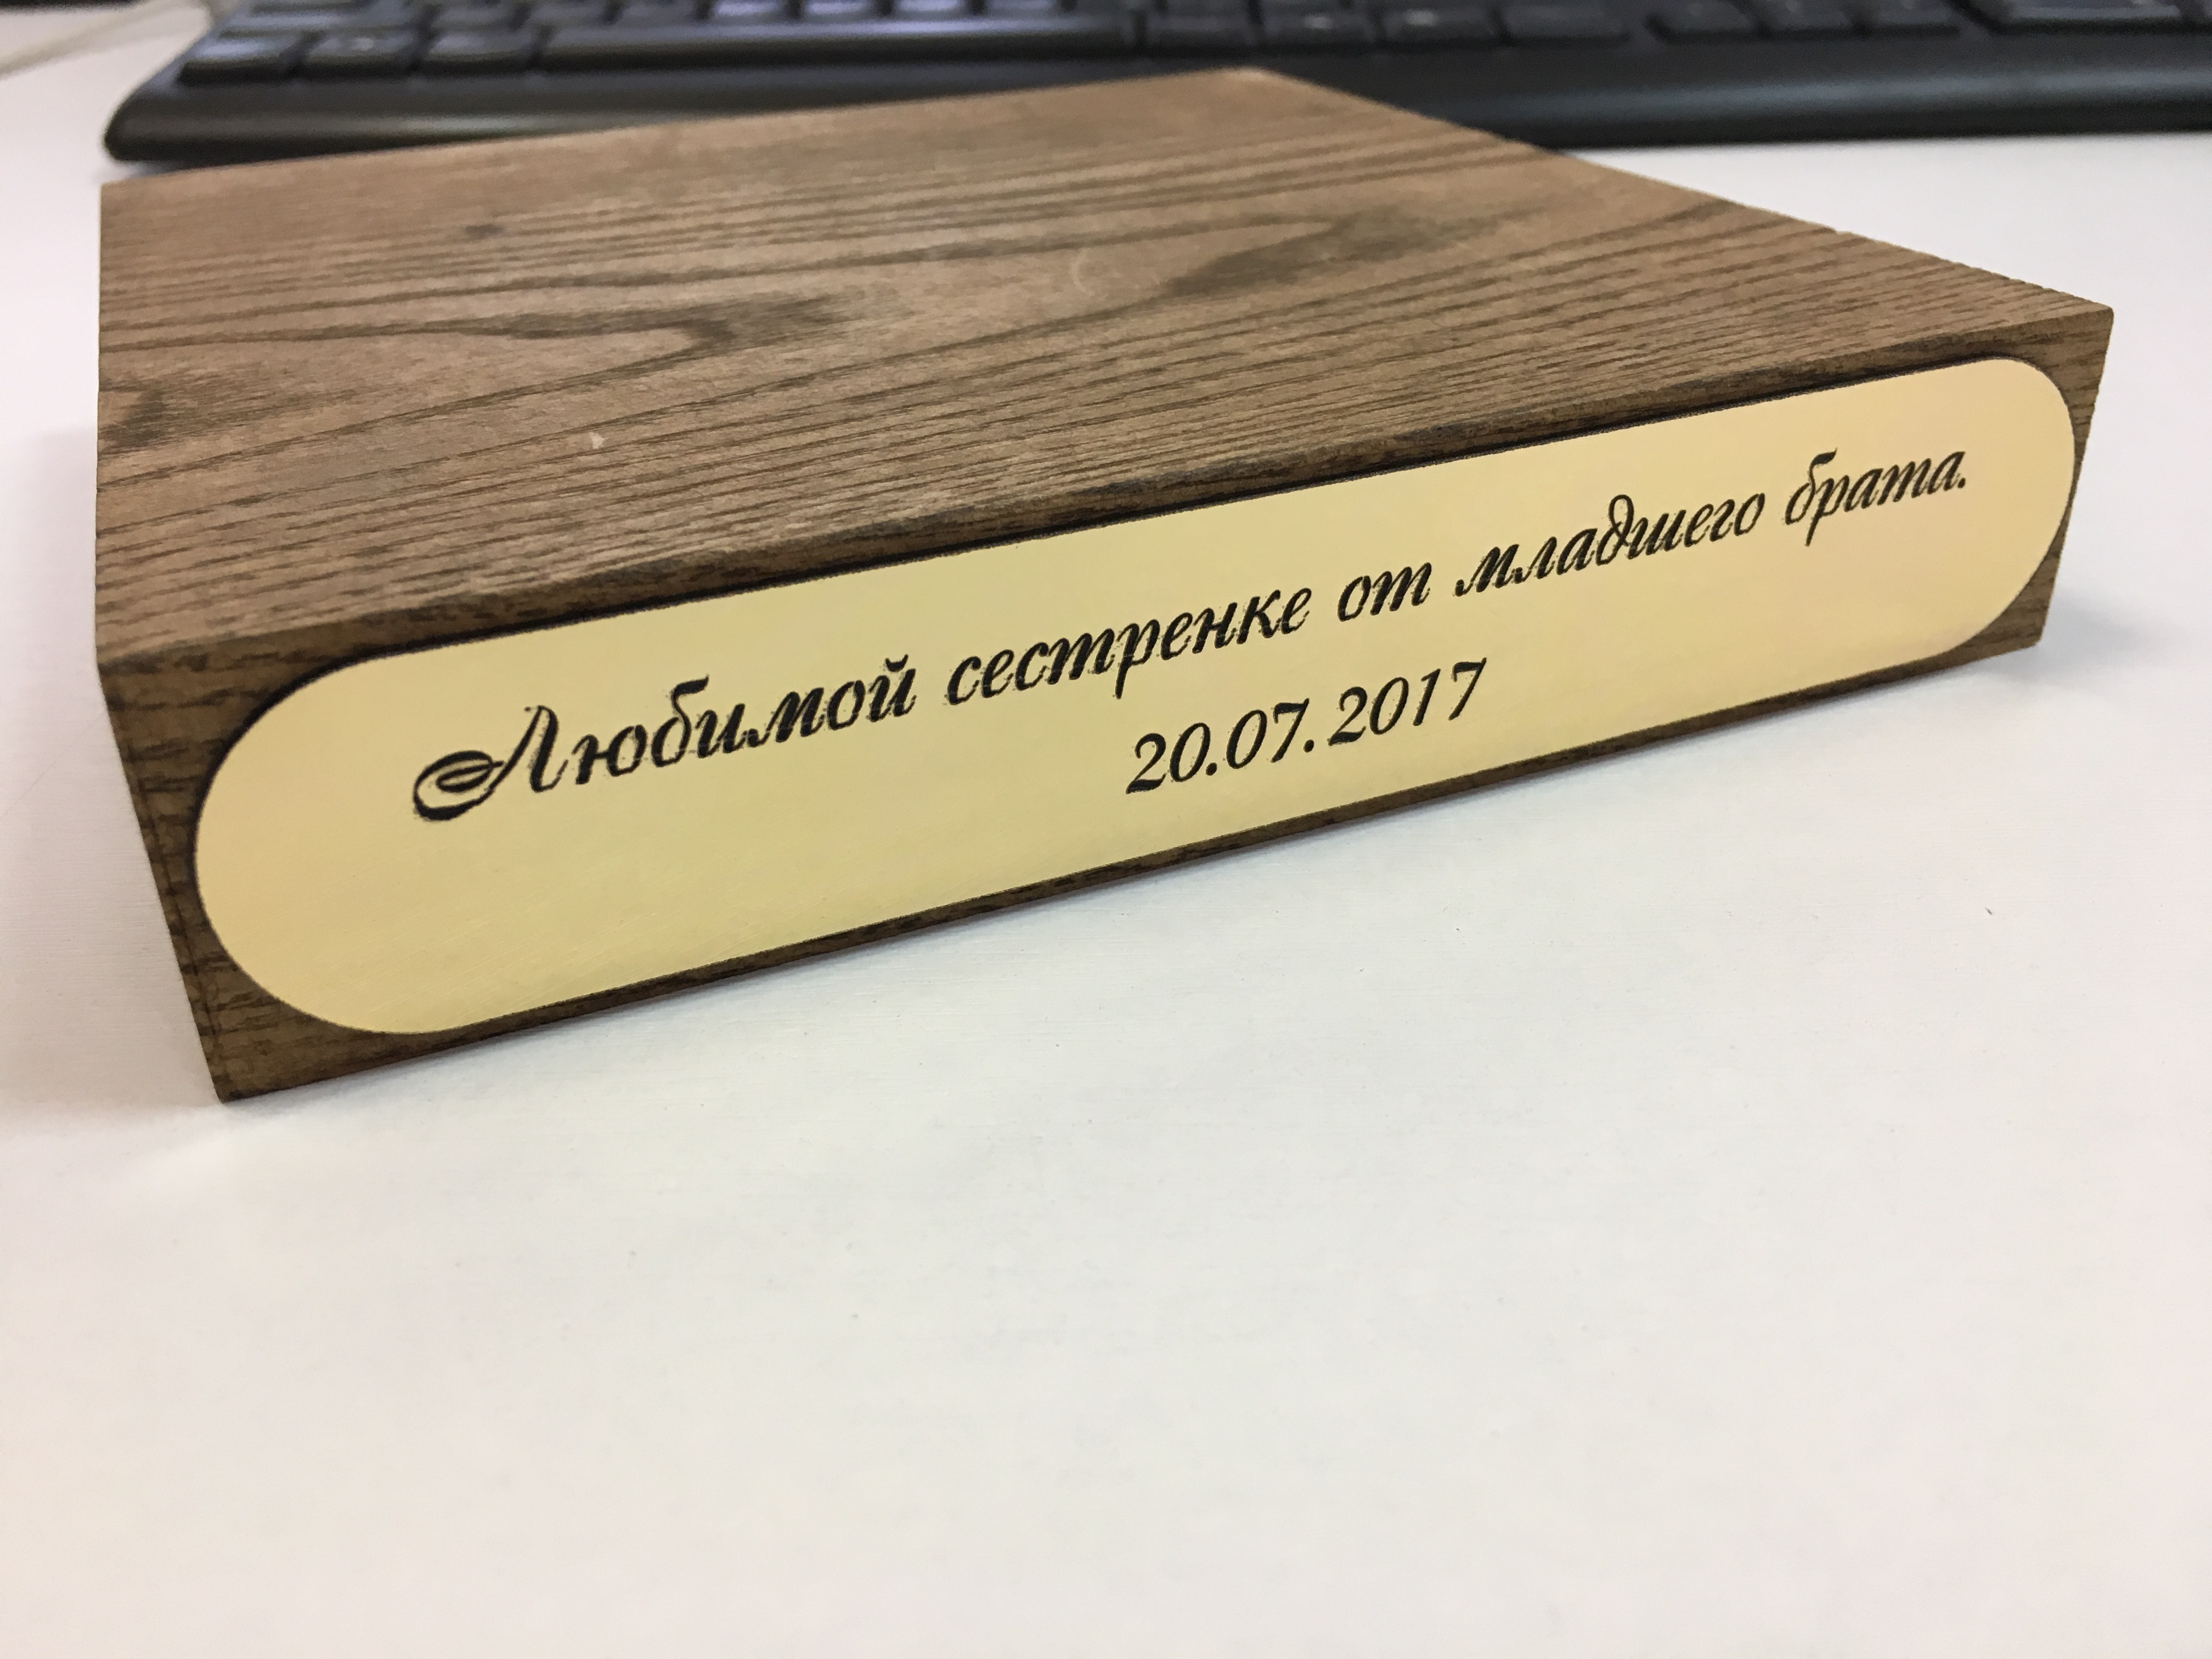 Любимой сестренке от младшего брата.
20.07.2017